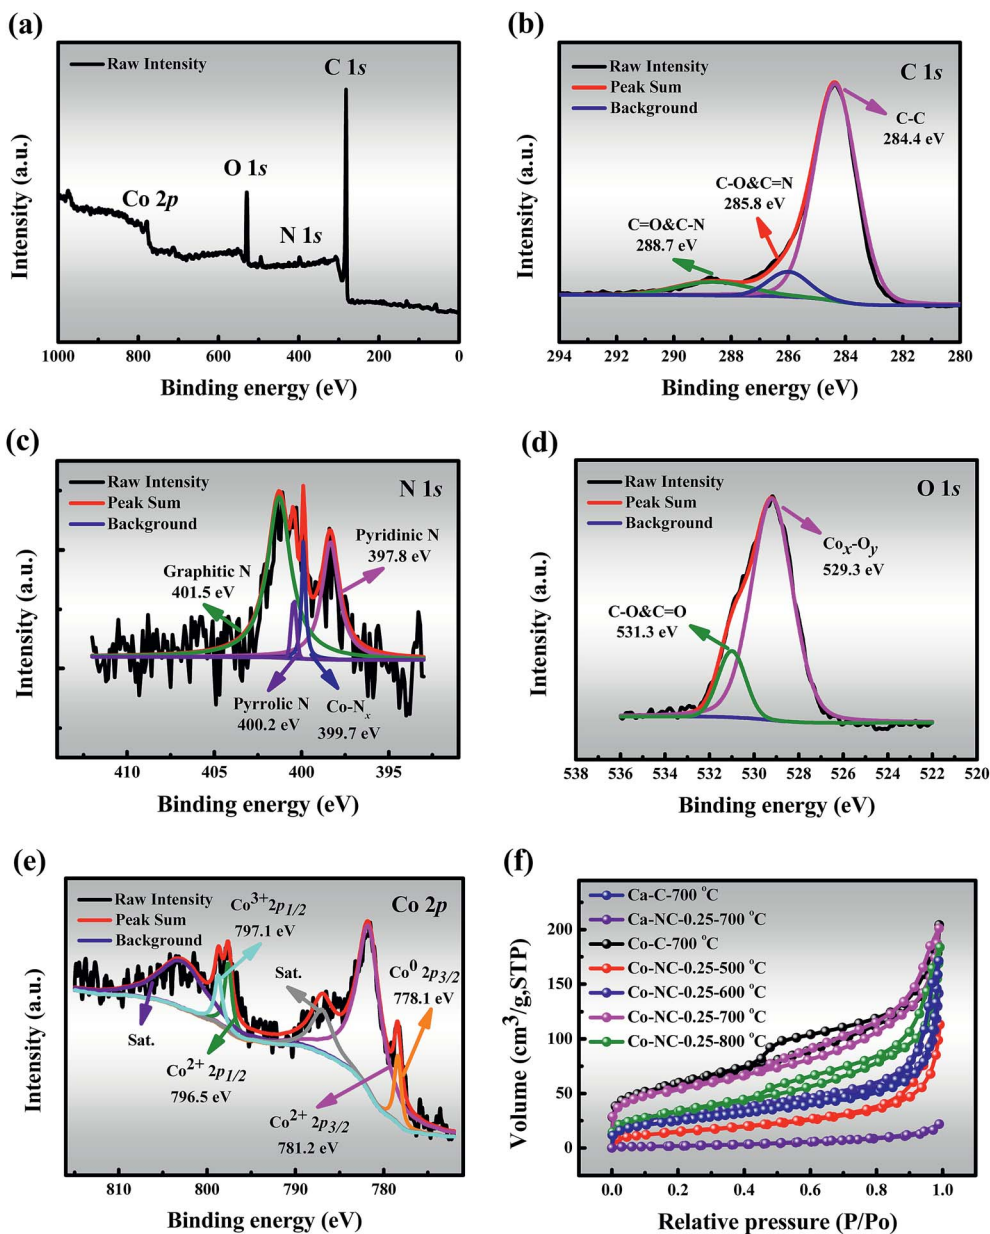 (a)
Raw Intensity
C 1s
O 1s
Co 2p
N 1s
Intensity (a.u.)
1000 800 600 400 200 0
Binding energy (eV)
(b)
Raw Intensity
Peak Sum
Background
C 1s
C-C
284.4 eV
C-O&C=N
285.8 eV
C=O&C-N
288.7 eV
Intensity (a.u.)
294 292 290 288 286 284 282 280
Binding energy (eV)
(c)
Raw Intensity
Peak Sum
Background
N 1s
Pyridinic N
397.8 eV
Graphitic N
401.5 eV
Pyrrolic N
400.2 eV
Co-Nₓ
399.7 eV
Intensity (a.u.)
410 405 400 395
Binding energy (eV)
(d)
Raw Intensity
Peak Sum
Background
O 1s
Coₓ-Oy
529.3 eV
C-O&C=O
531.3 eV
Intensity (a.u.)
538 536 534 532 530 528 526 524 522 520
Binding energy (eV)
(e)
Raw Intensity
Peak Sum
Background
Co³⁺ 2p1/2
797.1 eV
Co 2p
Sat.
Co⁰ 2p3/2
778.1 eV
Sat.
Co²⁺ 2p1/2
796.5 eV
Co²⁺ 2p3/2
781.2 eV
Intensity (a.u.)
810 800 790 780
Binding energy (eV)
(f)
Ca-C-700 °C
Ca-NC-0.25-700 °C
Co-C-700 °C
Co-NC-0.25-500 °C
Co-NC-0.25-600 °C
Co-NC-0.25-700 °C
Co-NC-0.25-800 °C
Volume (cm³/g,STP)
200
150
100
50
0
0.0 0.2 0.4 0.6 0.8 1.0
Relative pressure (P/Po)